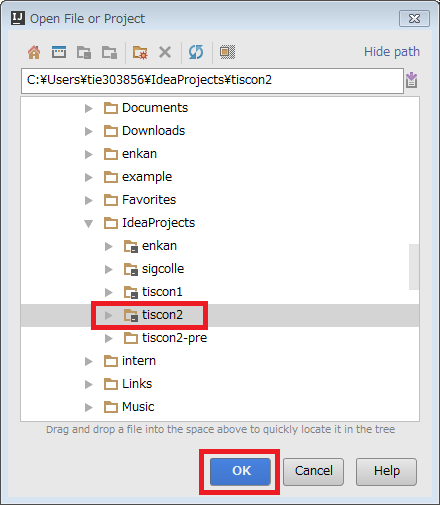 IJ Open File or Project
Hide path
C:¥Users¥tie303856¥IdeaProjects¥tiscon2
Documents
Downloads
enkan
example
Favorites
IdeaProjects
enkan
sigcolle
tiscon1
tiscon2
tiscon2-pre
intern
Links
Music
Drag and drop a file into the space above to quickly locate it in the tree
OK Cancel Help